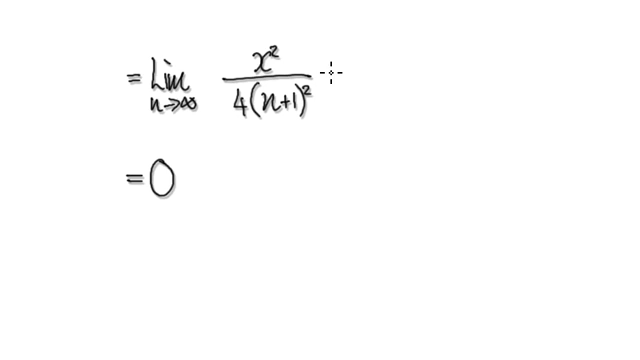 = lim n→∞ x² / 4(n+1)²
= 0